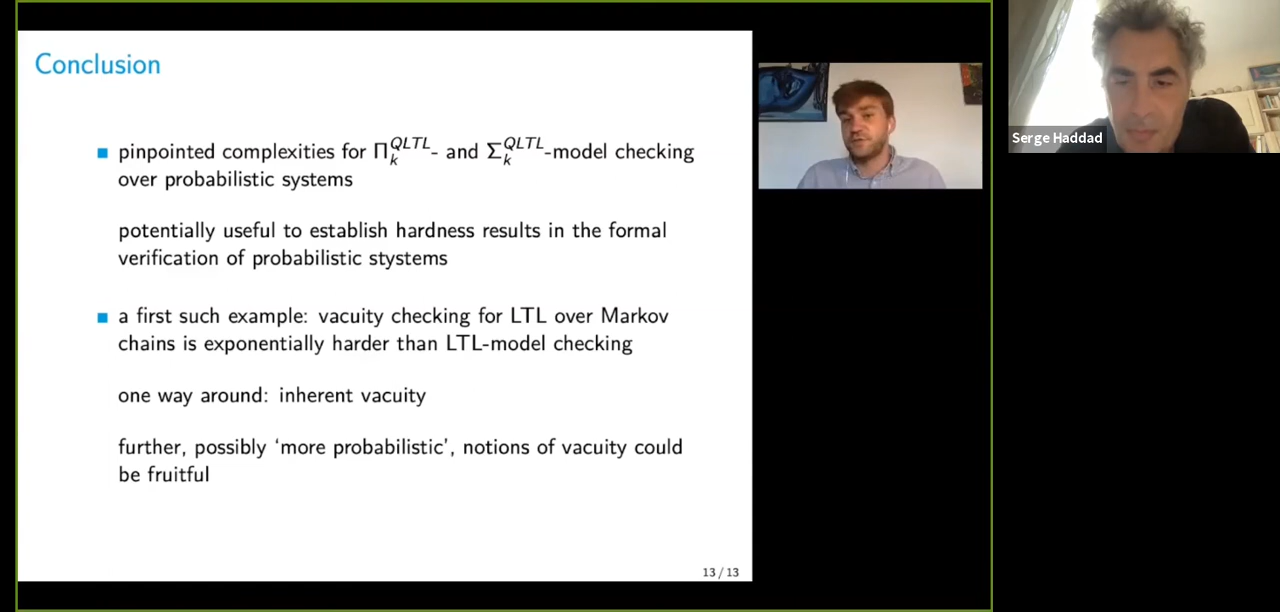 Conclusion
pinpointed complexities for Π_k^{QLTL}- and Σ_k^{QLTL}-model checking
over probabilistic systems
potentially useful to establish hardness results in the formal
verification of probabilistic stystems
a first such example: vacuity checking for LTL over Markov
chains is exponentially harder than LTL-model checking
one way around: inherent vacuity
further, possibly ‘more probabilistic’, notions of vacuity could
be fruitful
13 / 13
Serge Haddad